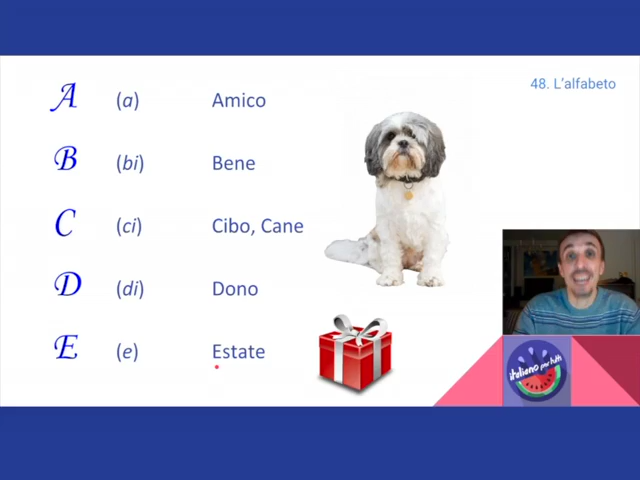 48. L'alfabeto
A (a) Amico
B (bi) Bene
C (ci) Cibo, Cane
D (di) Dono
E (e) Estate
italiano per tutti